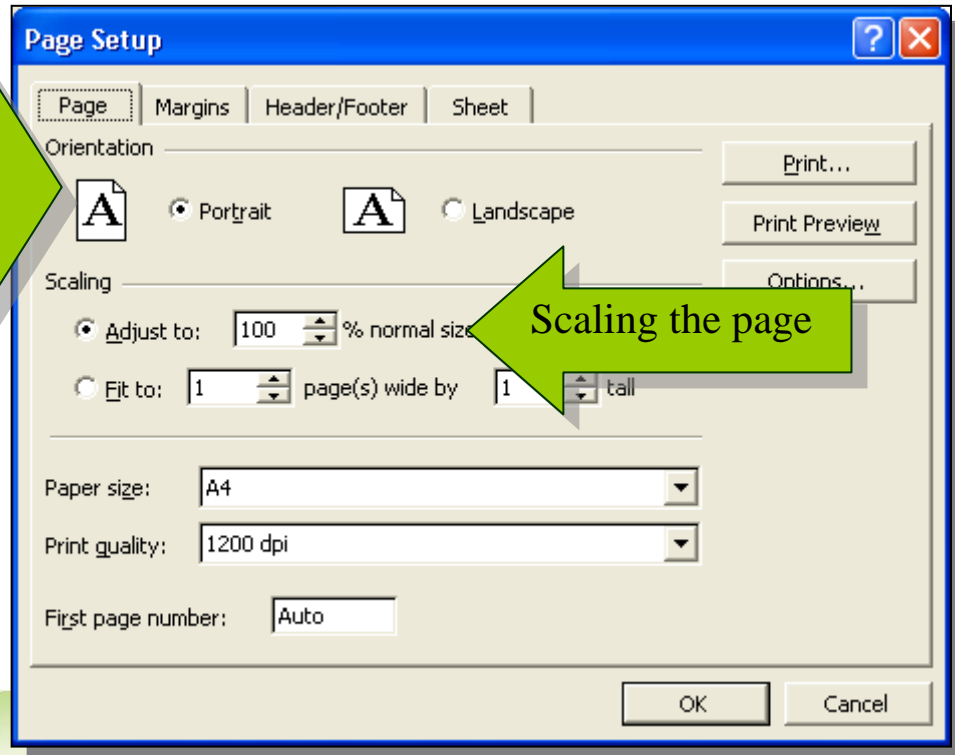 Page Setup
Page Margins Header/Footer Sheet
Orientation
Print...
A Portrait A Landscape
Print Preview
Scaling
Options...
Adjust to: 100 % normal size
Scaling the page
Fit to: 1 page(s) wide by 1 tall
Paper size: A4
Print quality: 1200 dpi
First page number: Auto
OK Cancel